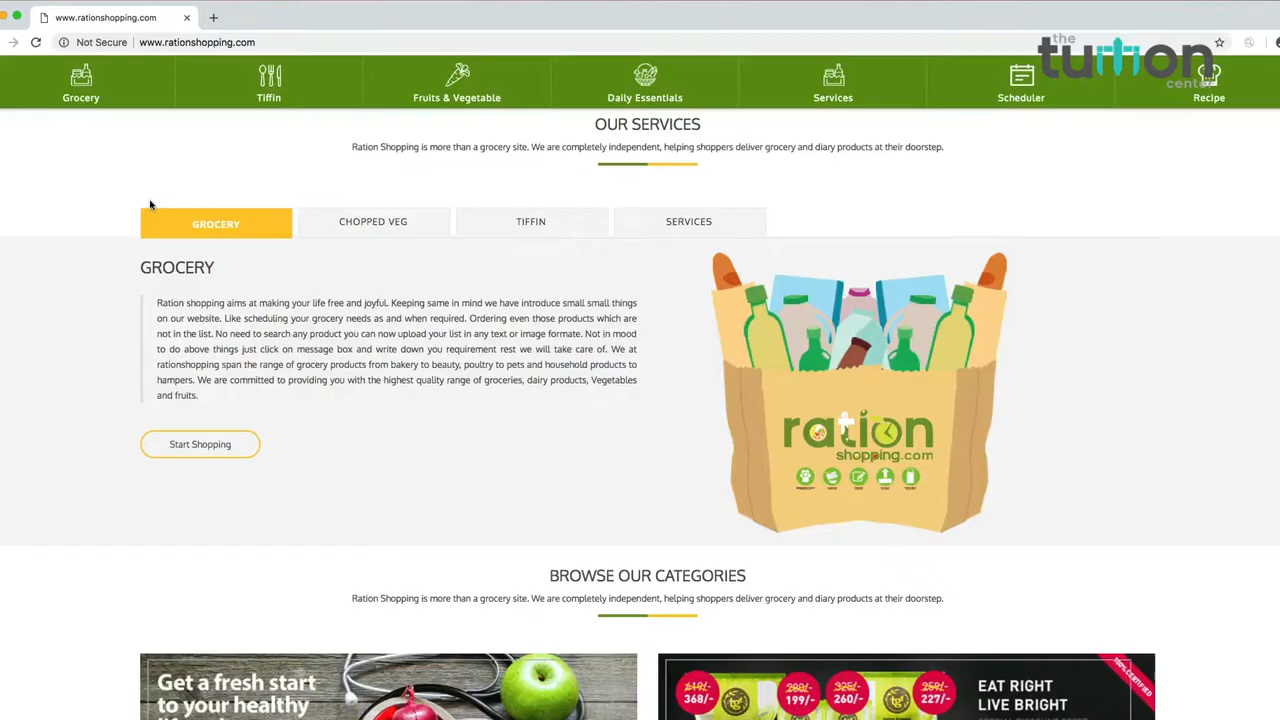 www.rationshopping.com
Not Secure
www.rationshopping.com
the
tuition
center
Grocery
Tiffin
Fruits & Vegetable
Daily Essentials
Services
Scheduler
Recipe
OUR SERVICES
Ration Shopping is more than a grocery site. We are completely independent, helping shoppers deliver grocery and diary products at their doorstep.
GROCERY
CHOPPED VEG
TIFFIN
SERVICES
GROCERY
Ration shopping aims at making your life free and joyful. Keeping same in mind we have introduce small small things
on our website. Like scheduling your grocery needs as and when required. Ordering even those products which are
not in the list. No need to search any product you can now upload your list in any text or image formate. Not in mood
to do above things just click on message box and write down you requirement rest we will take care of. We at
rationshopping span the range of grocery products from bakery to beauty, poultry to pets and household products to
hampers. We are committed to providing you with the highest quality range of groceries, dairy products, Vegetables
and fruits.
Start Shopping
ration
shopping.com
BROWSE OUR CATEGORIES
Ration Shopping is more than a grocery site. We are completely independent, helping shoppers deliver grocery and diary products at their doorstep.
Get a fresh start
to your healthy
419/-
368/-
280/-
199/-
325/-
260/-
259/-
227/-
EAT RIGHT
LIVE BRIGHT
100% CERTIFIED